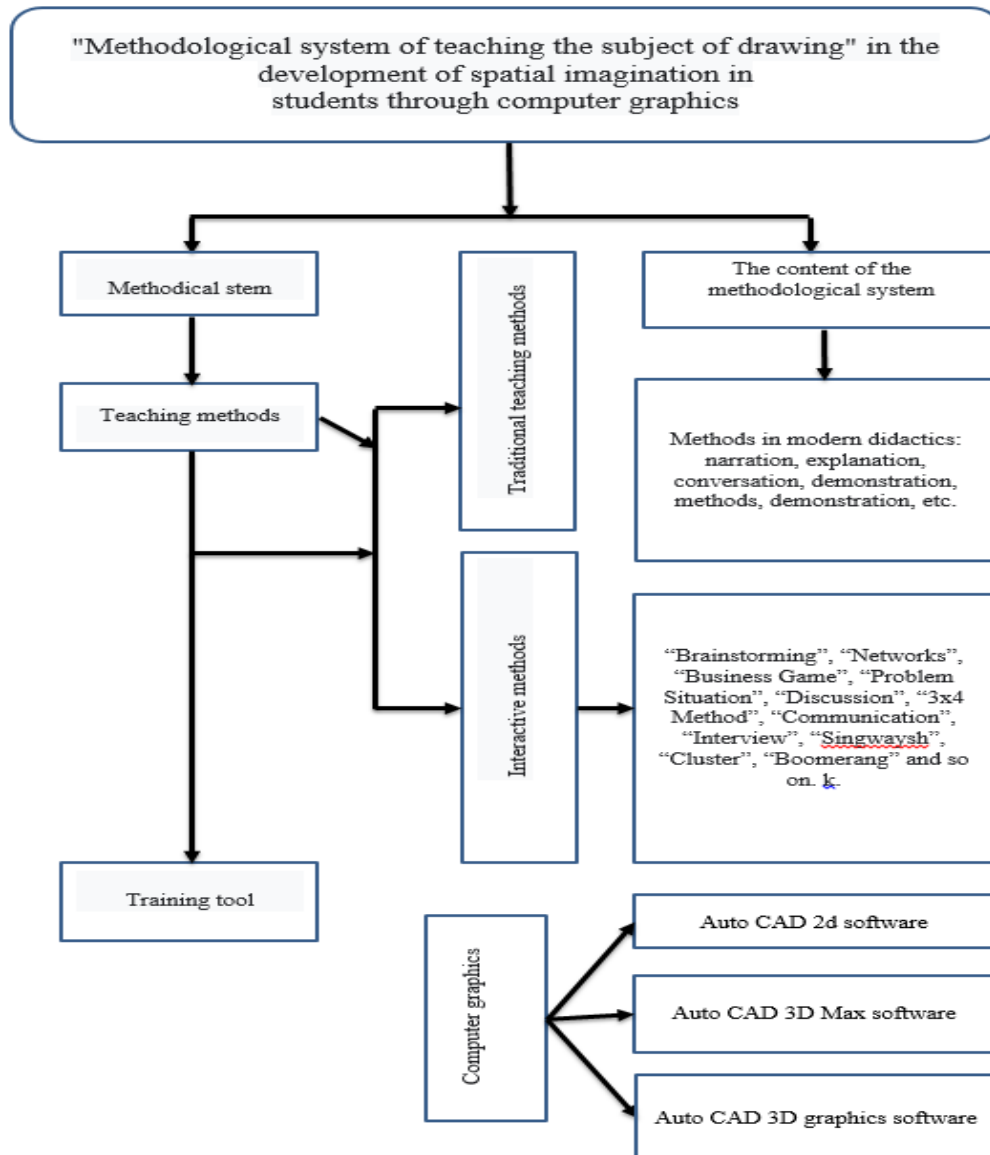 "Methodological system of teaching the subject of drawing" in the
development of spatial imagination in
students through computer graphics
Methodical stem
Traditional teaching methods
The content of the
methodological system
Teaching methods
Methods in modern didactics:
narration, explanation,
conversation, demonstration,
methods, demonstration, etc.
Interactive methods
“Brainstorming”, “Networks”,
“Business Game”, “Problem
Situation”, “Discussion”, “3x4
Method”, “Communication”,
“Interview”, “Singwaysh”,
“Cluster”, “Boomerang” and so
on. k.
Training tool
Computer graphics
Auto CAD 2d software
Auto CAD 3D Max software
Auto CAD 3D graphics software